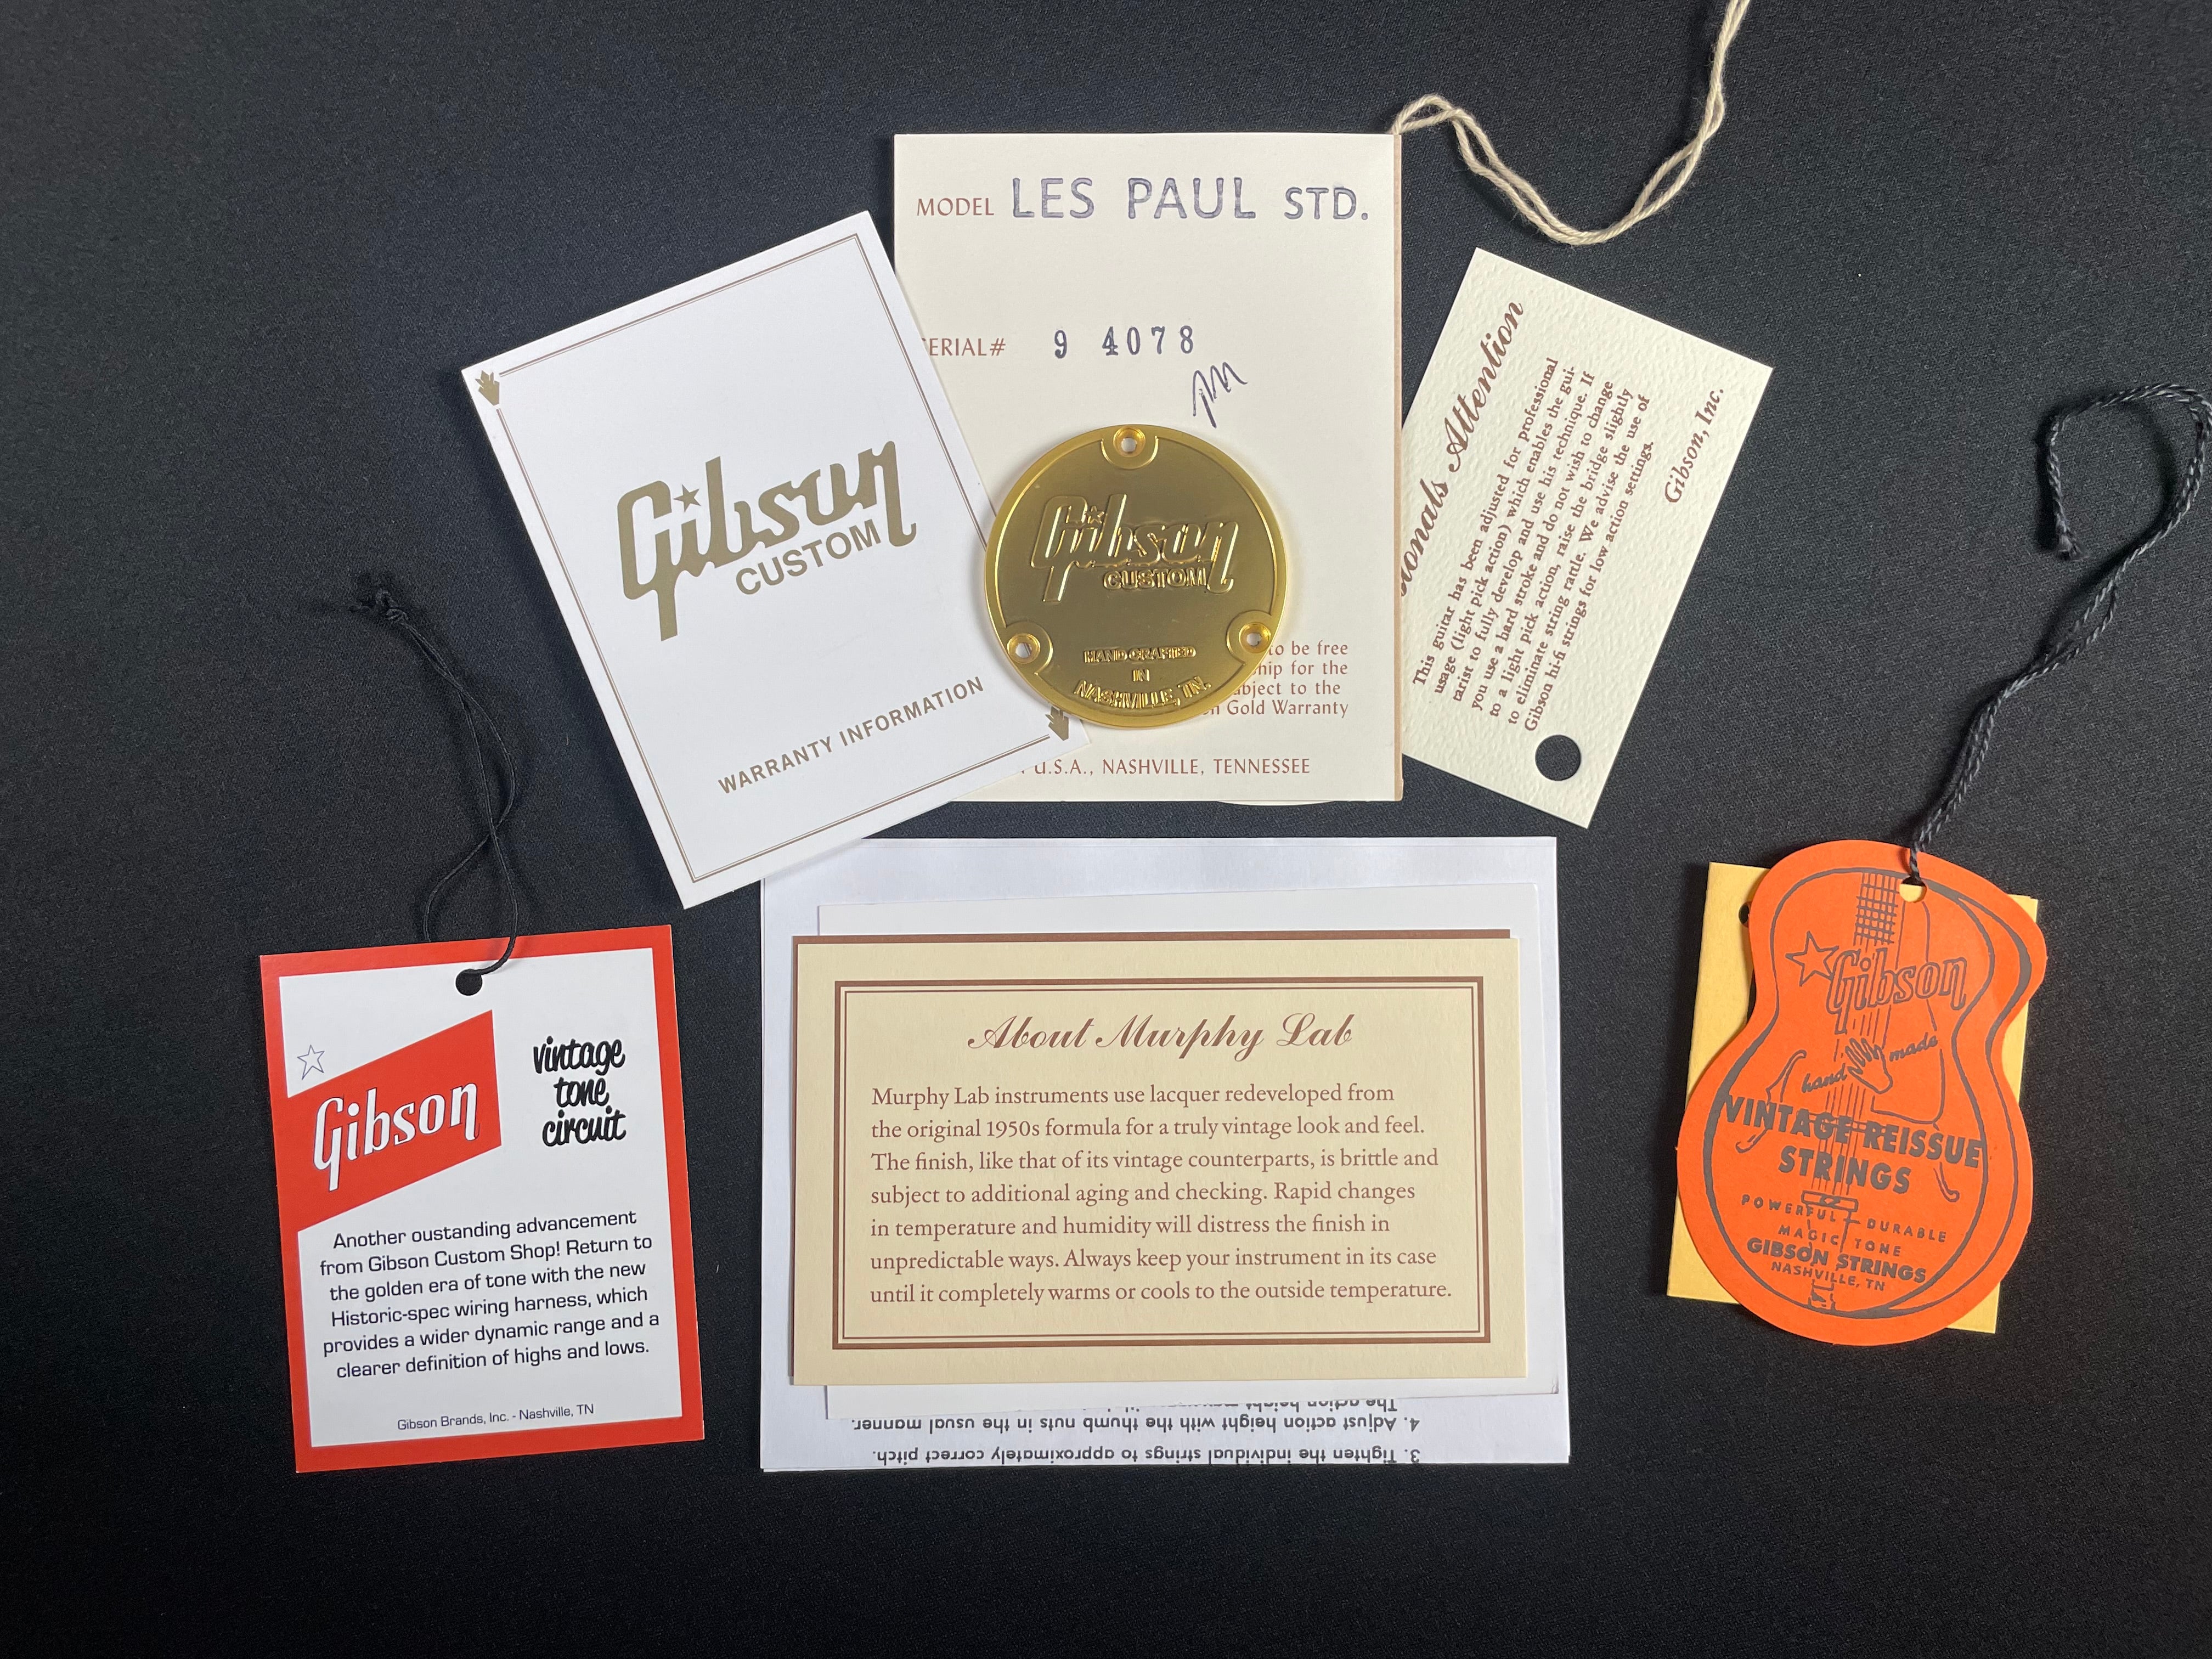 MODEL LES PAUL STD.
SERIAL# 9 4078
to be free
ship for the
subject to the
Gold Warranty
U.S.A., NASHVILLE, TENNESSEE
Gibson
CUSTOM
WARRANTY INFORMATION
Gibson
CUSTOM
HAND CRAFTED
IN
NASHVILLE, TN.
Attention
This guitar has been adjusted for professional
usage (light pick action) which enables the gui-
tarist to fully develop and use his technique. If
you use a hard stroke and do not wish to change
to a light pick action, raise the bridge slightly
to eliminate string rattle. We advise the use of
Gibson hi-fi strings for low action settings.
Gibson, Inc.
Gibson
vintage
tone
circuit
Another oustanding advancement
from Gibson Custom Shop! Return to
the golden era of tone with the new
Historic-spec wiring harness, which
provides a wider dynamic range and a
clearer definition of highs and lows.
Gibson Brands, Inc. - Nashville, TN
About Murphy Lab
Murphy Lab instruments use lacquer redeveloped from
the original 1950s formula for a truly vintage look and feel.
The finish, like that of its vintage counterparts, is brittle and
subject to additional aging and checking. Rapid changes
in temperature and humidity will distress the finish in
unpredictable ways. Always keep your instrument in its case
until it completely warms or cools to the outside temperature.
3. Tighten the individual strings to approximately correct pitch.
4. Adjust action height with the thumb nuts in the usual manner.
The action height
Gibson
hand made
VINTAGE REISSUE
STRINGS
POWERFUL - DURABLE
MAGIC TONE
GIBSON STRINGS
NASHVILLE, TN